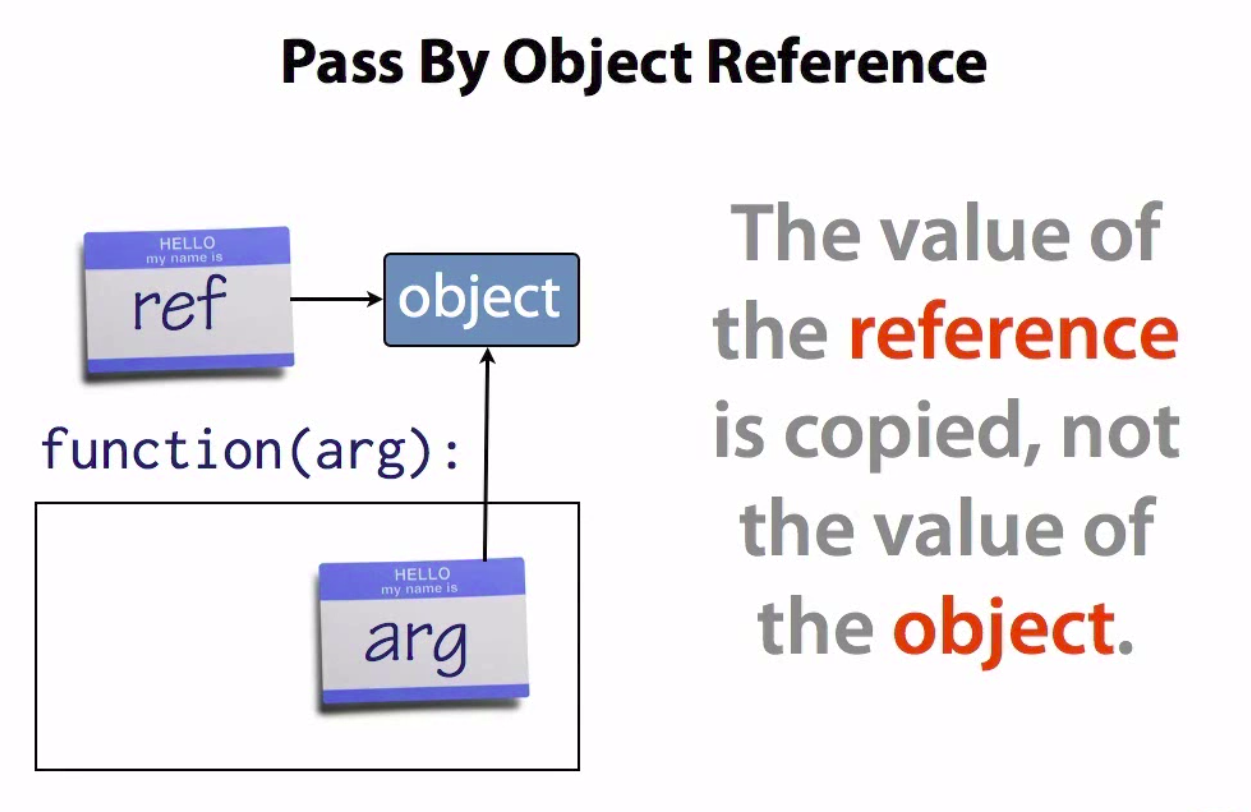 Pass By Object Reference
HELLO
my name is
ref
object
function(arg):
HELLO
my name is
arg
The value of
the reference
is copied, not
the value of
the object.